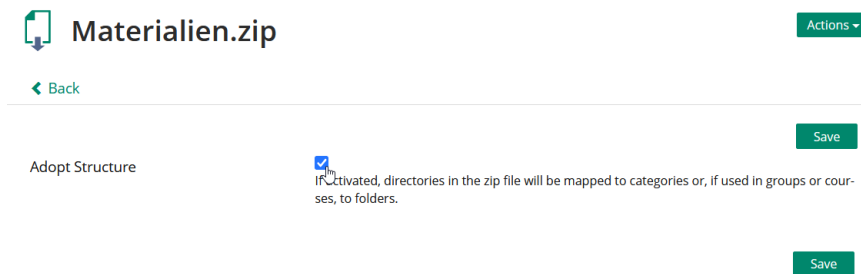 Materialien.zip
Actions
Back
Save
Adopt Structure
If activated, directories in the zip file will be mapped to categories or, if used in groups or cour-
ses, to folders.
Save